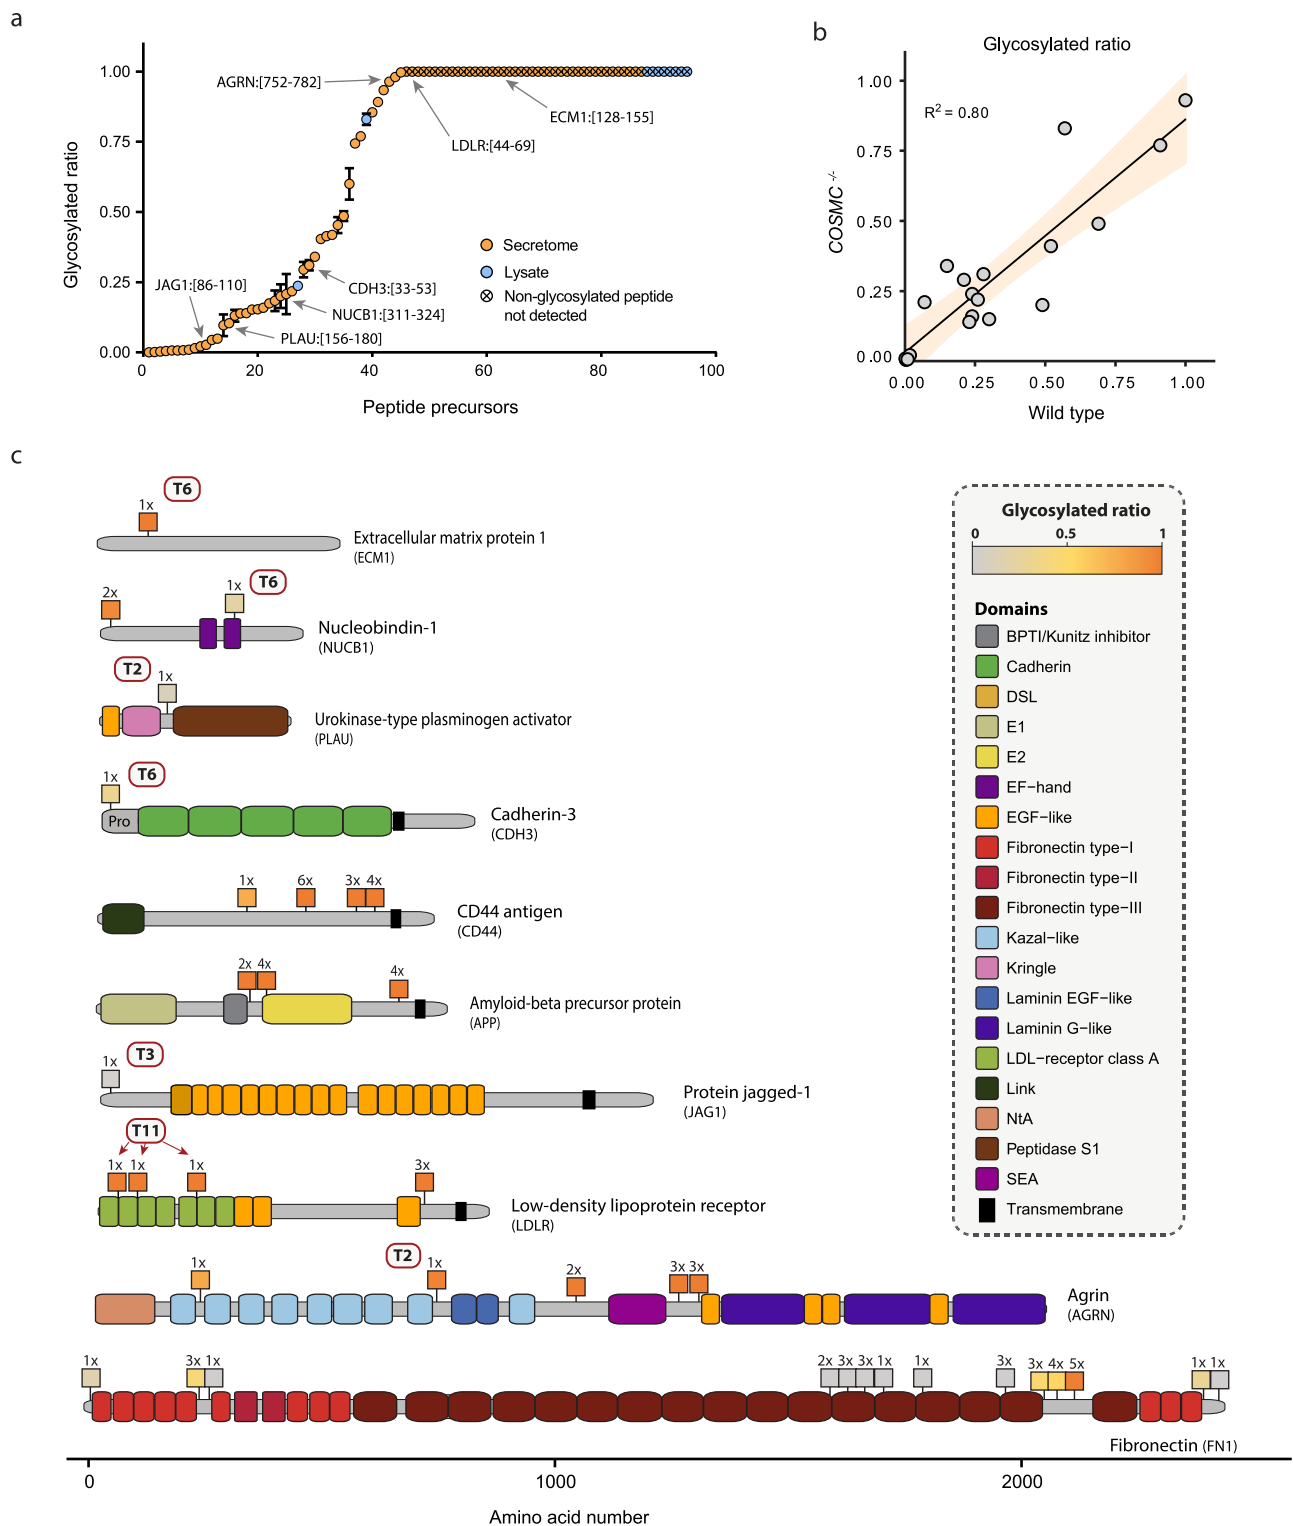 a
Glycosylated ratio
1.00
0.75
0.50
0.25
0.00
0
20
40
60
80
100
Peptide precursors
AGRN:[752-782]
ECM1:[128-155]
LDLR:[44-69]
JAG1:[86-110]
CDH3:[33-53]
NUCB1:[311-324]
PLAU:[156-180]
Secretome
Lysate
Non-glycosylated peptide
not detected
b
Glycosylated ratio
R² = 0.80
COSMC -/-
1.00
0.75
0.50
0.25
0.00
0.00
0.25
0.50
0.75
1.00
Wild type
c
T6
1x
Extracellular matrix protein 1
(ECM1)
2x
1x
T6
Nucleobindin-1
(NUCB1)
T2
1x
Urokinase-type plasminogen activator
(PLAU)
1x
T6
Pro
Cadherin-3
(CDH3)
1x
6x
3x
4x
CD44 antigen
(CD44)
2x
4x
4x
Amyloid-beta precursor protein
(APP)
1x
T3
Protein jagged-1
(JAG1)
T11
1x
1x
1x
3x
Low-density lipoprotein receptor
(LDLR)
1x
T2
1x
2x
3x
3x
Agrin
(AGRN)
1x
3x
1x
2x
3x
3x
1x
1x
3x
3x
4x
5x
1x
1x
Fibronectin (FN1)
0
1000
2000
Amino acid number
Glycosylated ratio
0
0.5
1
Domains
BPTI/Kunitz inhibitor
Cadherin
DSL
E1
E2
EF−hand
EGF−like
Fibronectin type−I
Fibronectin type−II
Fibronectin type−III
Kazal−like
Kringle
Laminin EGF−like
Laminin G−like
LDL−receptor class A
Link
NtA
Peptidase S1
SEA
Transmembrane